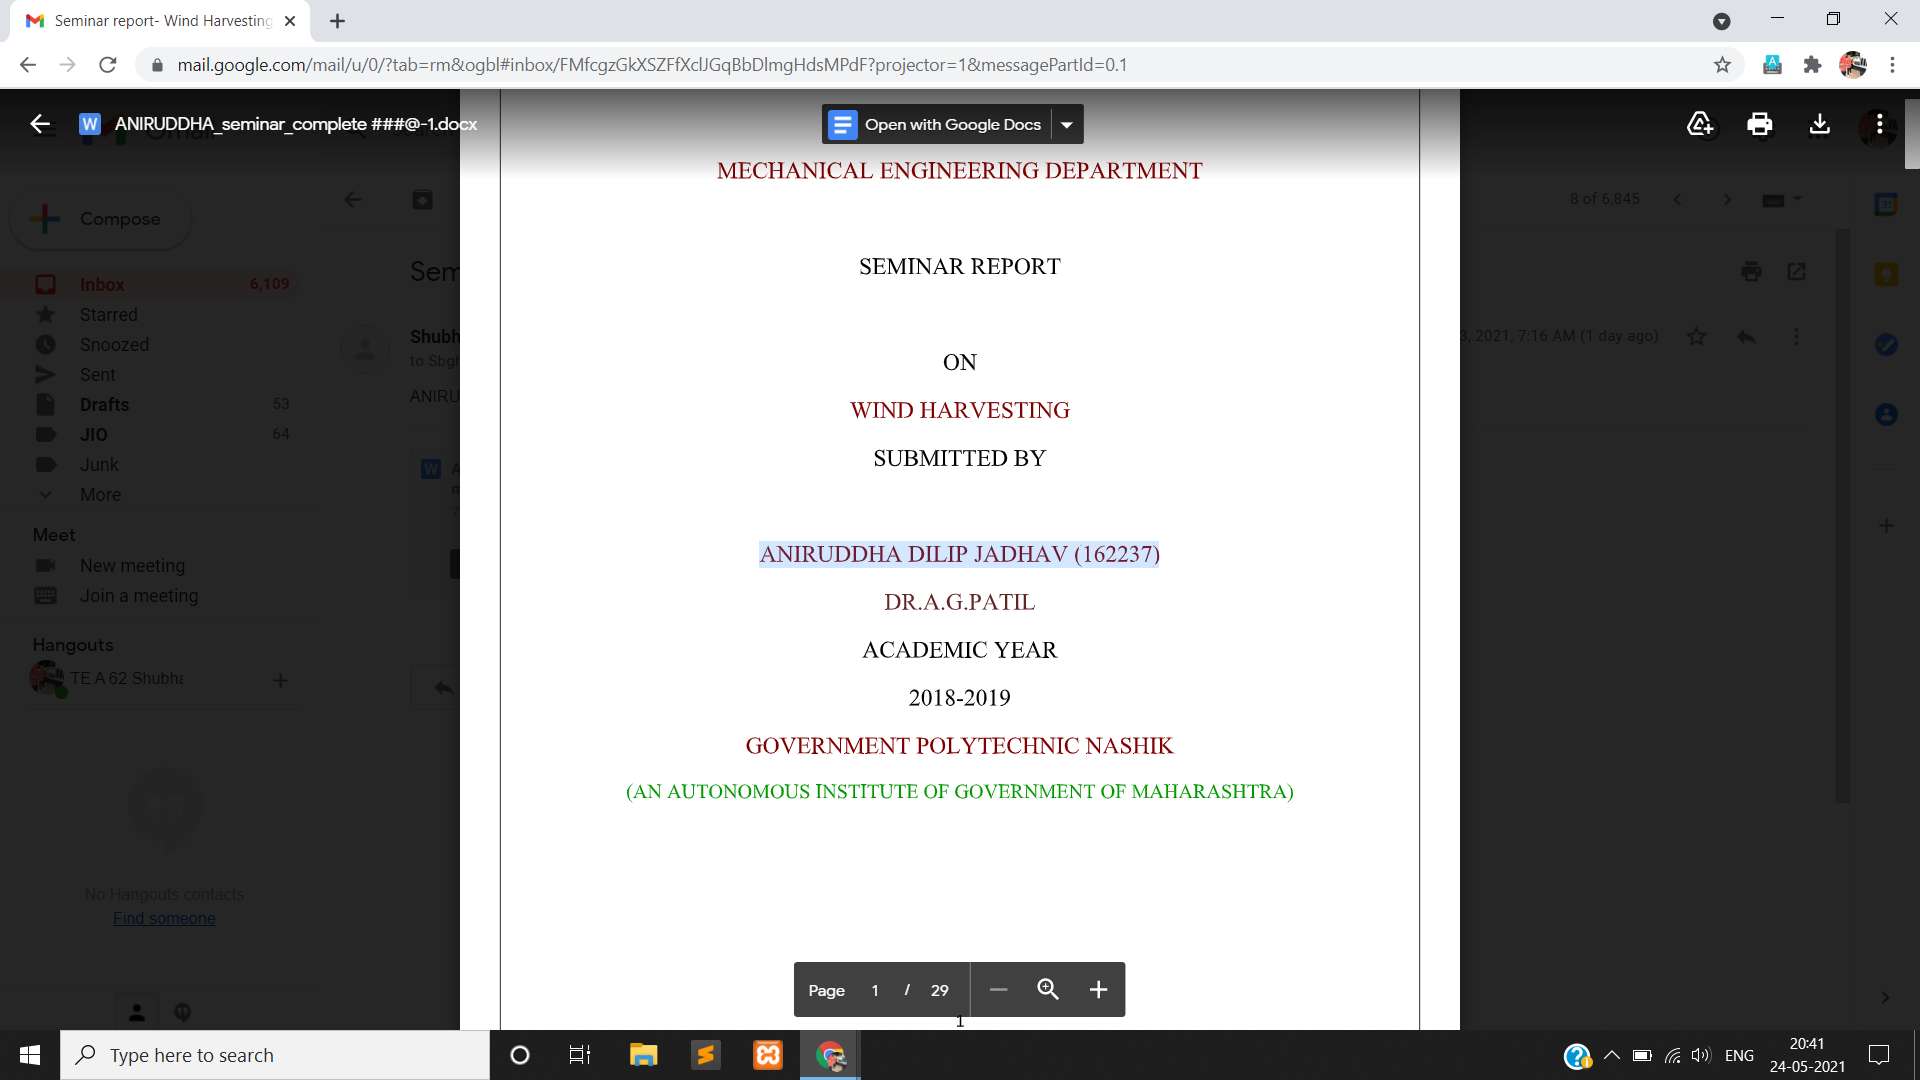 Seminar report- Wind Harvesting
mail.google.com/mail/u/0/?tab=rm&ogbl#inbox/FMfcgzGkXSZFfXclJGqBbDlmgHdsMPdF?projector=1&messagePartId=0.1
W ANIRUDDHA_seminar_complete ###@-1.docx
Open with Google Docs
Compose
8 of 6,845
Inbox 6,109
Starred
Snoozed
Sent
Drafts 53
JIO 64
Junk
More
Meet
New meeting
Join a meeting
Hangouts
TE A 62 Shubha
No Hangouts contacts
Find someone
Sem
Shubh
to Sbgh
ANIRU
W
3, 2021, 7:16 AM (1 day ago)
MECHANICAL ENGINEERING DEPARTMENT
SEMINAR REPORT
ON
WIND HARVESTING
SUBMITTED BY
ANIRUDDHA DILIP JADHAV (162237)
DR.A.G.PATIL
ACADEMIC YEAR
2018-2019
GOVERNMENT POLYTECHNIC NASHIK
(AN AUTONOMOUS INSTITUTE OF GOVERNMENT OF MAHARASHTRA)
Page 1 / 29
1
Type here to search
ENG
20:41
24-05-2021